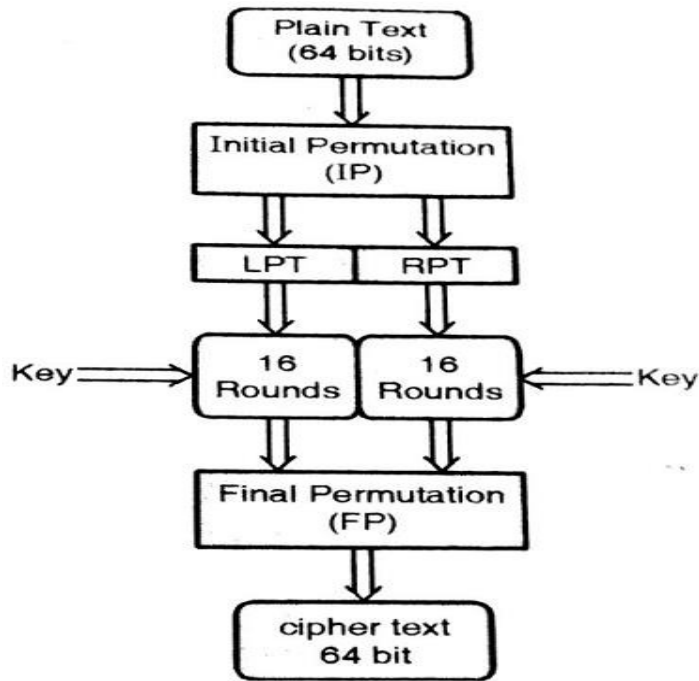 Plain Text
(64 bits)
Initial Permutation
(IP)
LPT RPT
Key 16 Rounds 16 Rounds Key
Final Permutation
(FP)
cipher text
64 bit